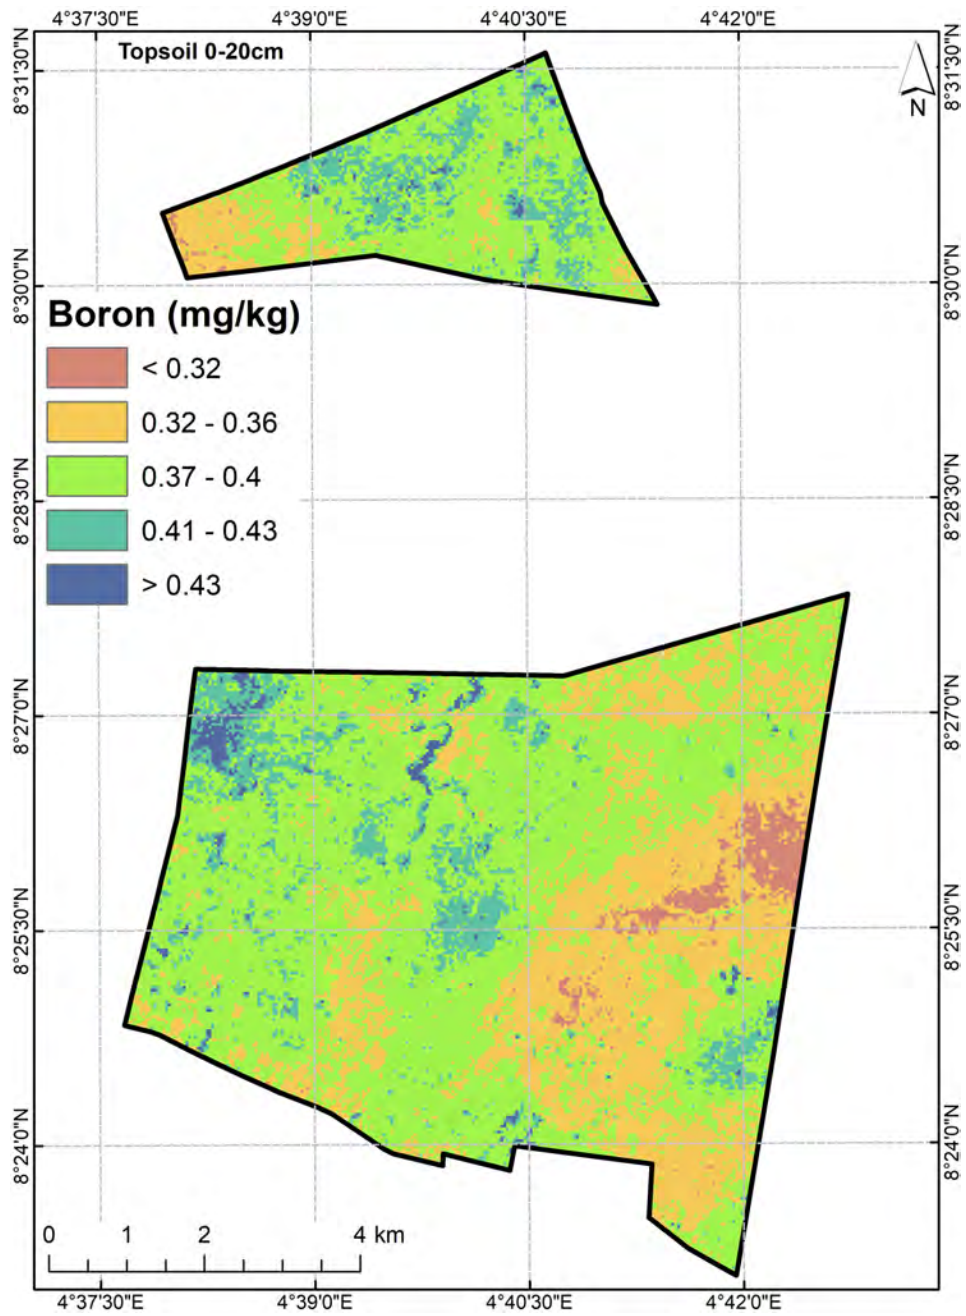 4°37'30"E 4°39'0"E 4°40'30"E 4°42'0"E
Topsoil 0-20cm
N
8°31'30"N 8°31'30"N
8°30'0"N 8°30'0"N
Boron (mg/kg)
< 0.32
0.32 - 0.36
0.37 - 0.4
0.41 - 0.43
> 0.43
8°28'30"N 8°28'30"N
8°27'0"N 8°27'0"N
8°25'30"N 8°25'30"N
8°24'0"N 8°24'0"N
0 1 2 4 km
4°37'30"E 4°39'0"E 4°40'30"E 4°42'0"E